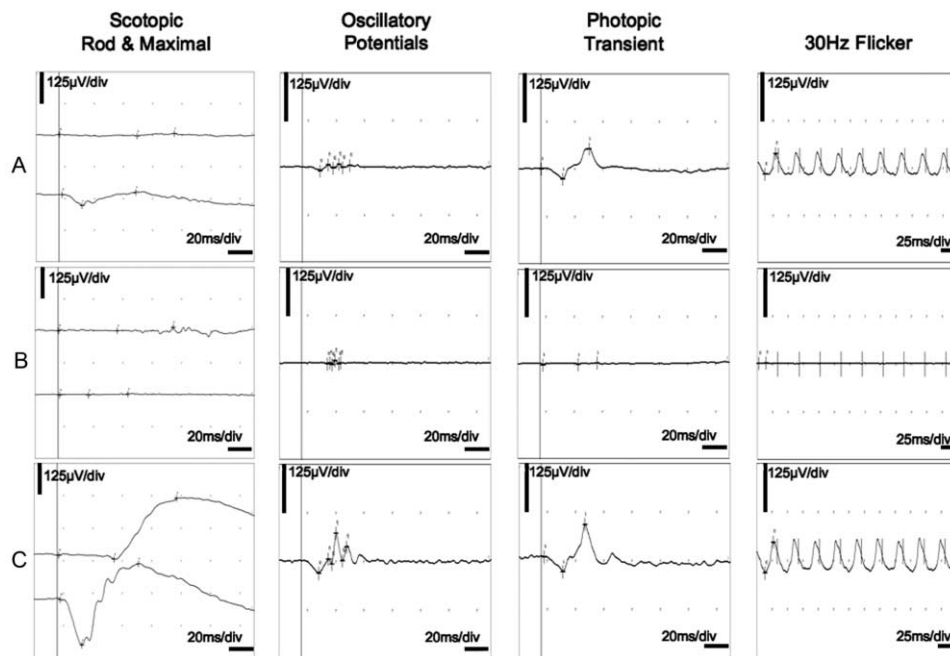 Scotopic
Rod & Maximal
Oscillatory
Potentials
Photopic
Transient
30Hz Flicker
A
125µV/div
20ms/div
125µV/div
20ms/div
125µV/div
20ms/div
125µV/div
25ms/div
B
125µV/div
20ms/div
125µV/div
20ms/div
125µV/div
20ms/div
125µV/div
25ms/div
C
125µV/div
20ms/div
125µV/div
20ms/div
125µV/div
20ms/div
125µV/div
25ms/div